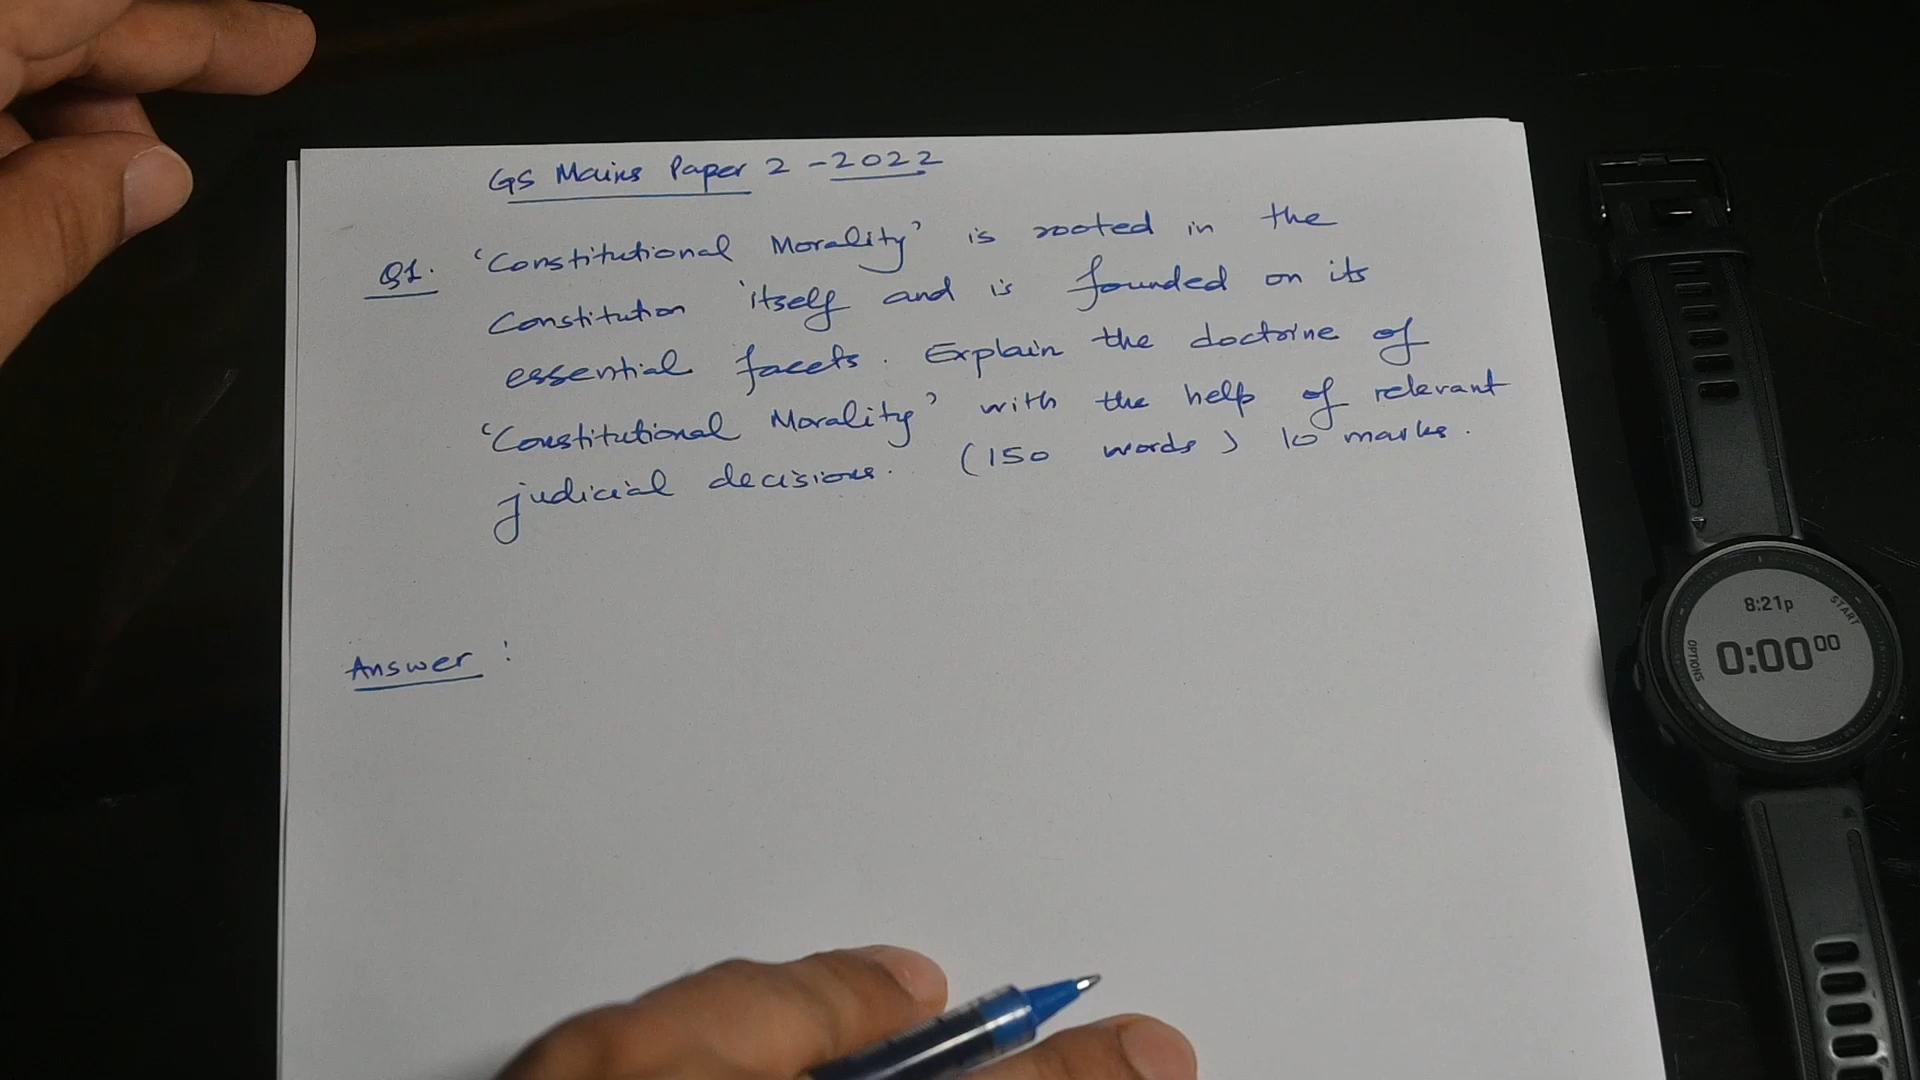 GS Mains Paper 2 - 2022
Q1. 'Constitutional Morality' is rooted in the
Constitution itself and is founded on its
essential facets. Explain the doctrine of
'Constitutional Morality' with the help of relevant
judicial decisions. (150 words) 10 marks.
Answer :
8:21p
START
0:00 00
OPTIONS